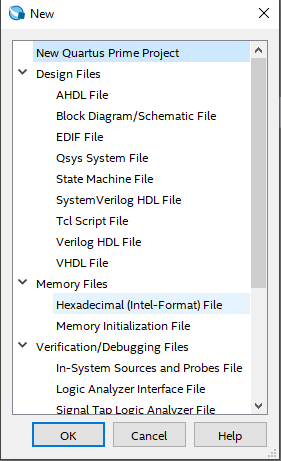 New
New Quartus Prime Project
Design Files
AHDL File
Block Diagram/Schematic File
EDIF File
Qsys System File
State Machine File
SystemVerilog HDL File
Tcl Script File
Verilog HDL File
VHDL File
Memory Files
Hexadecimal (Intel-Format) File
Memory Initialization File
Verification/Debugging Files
In-System Sources and Probes File
Logic Analyzer Interface File
Signal Tap Logic Analyzer File
OK
Cancel
Help